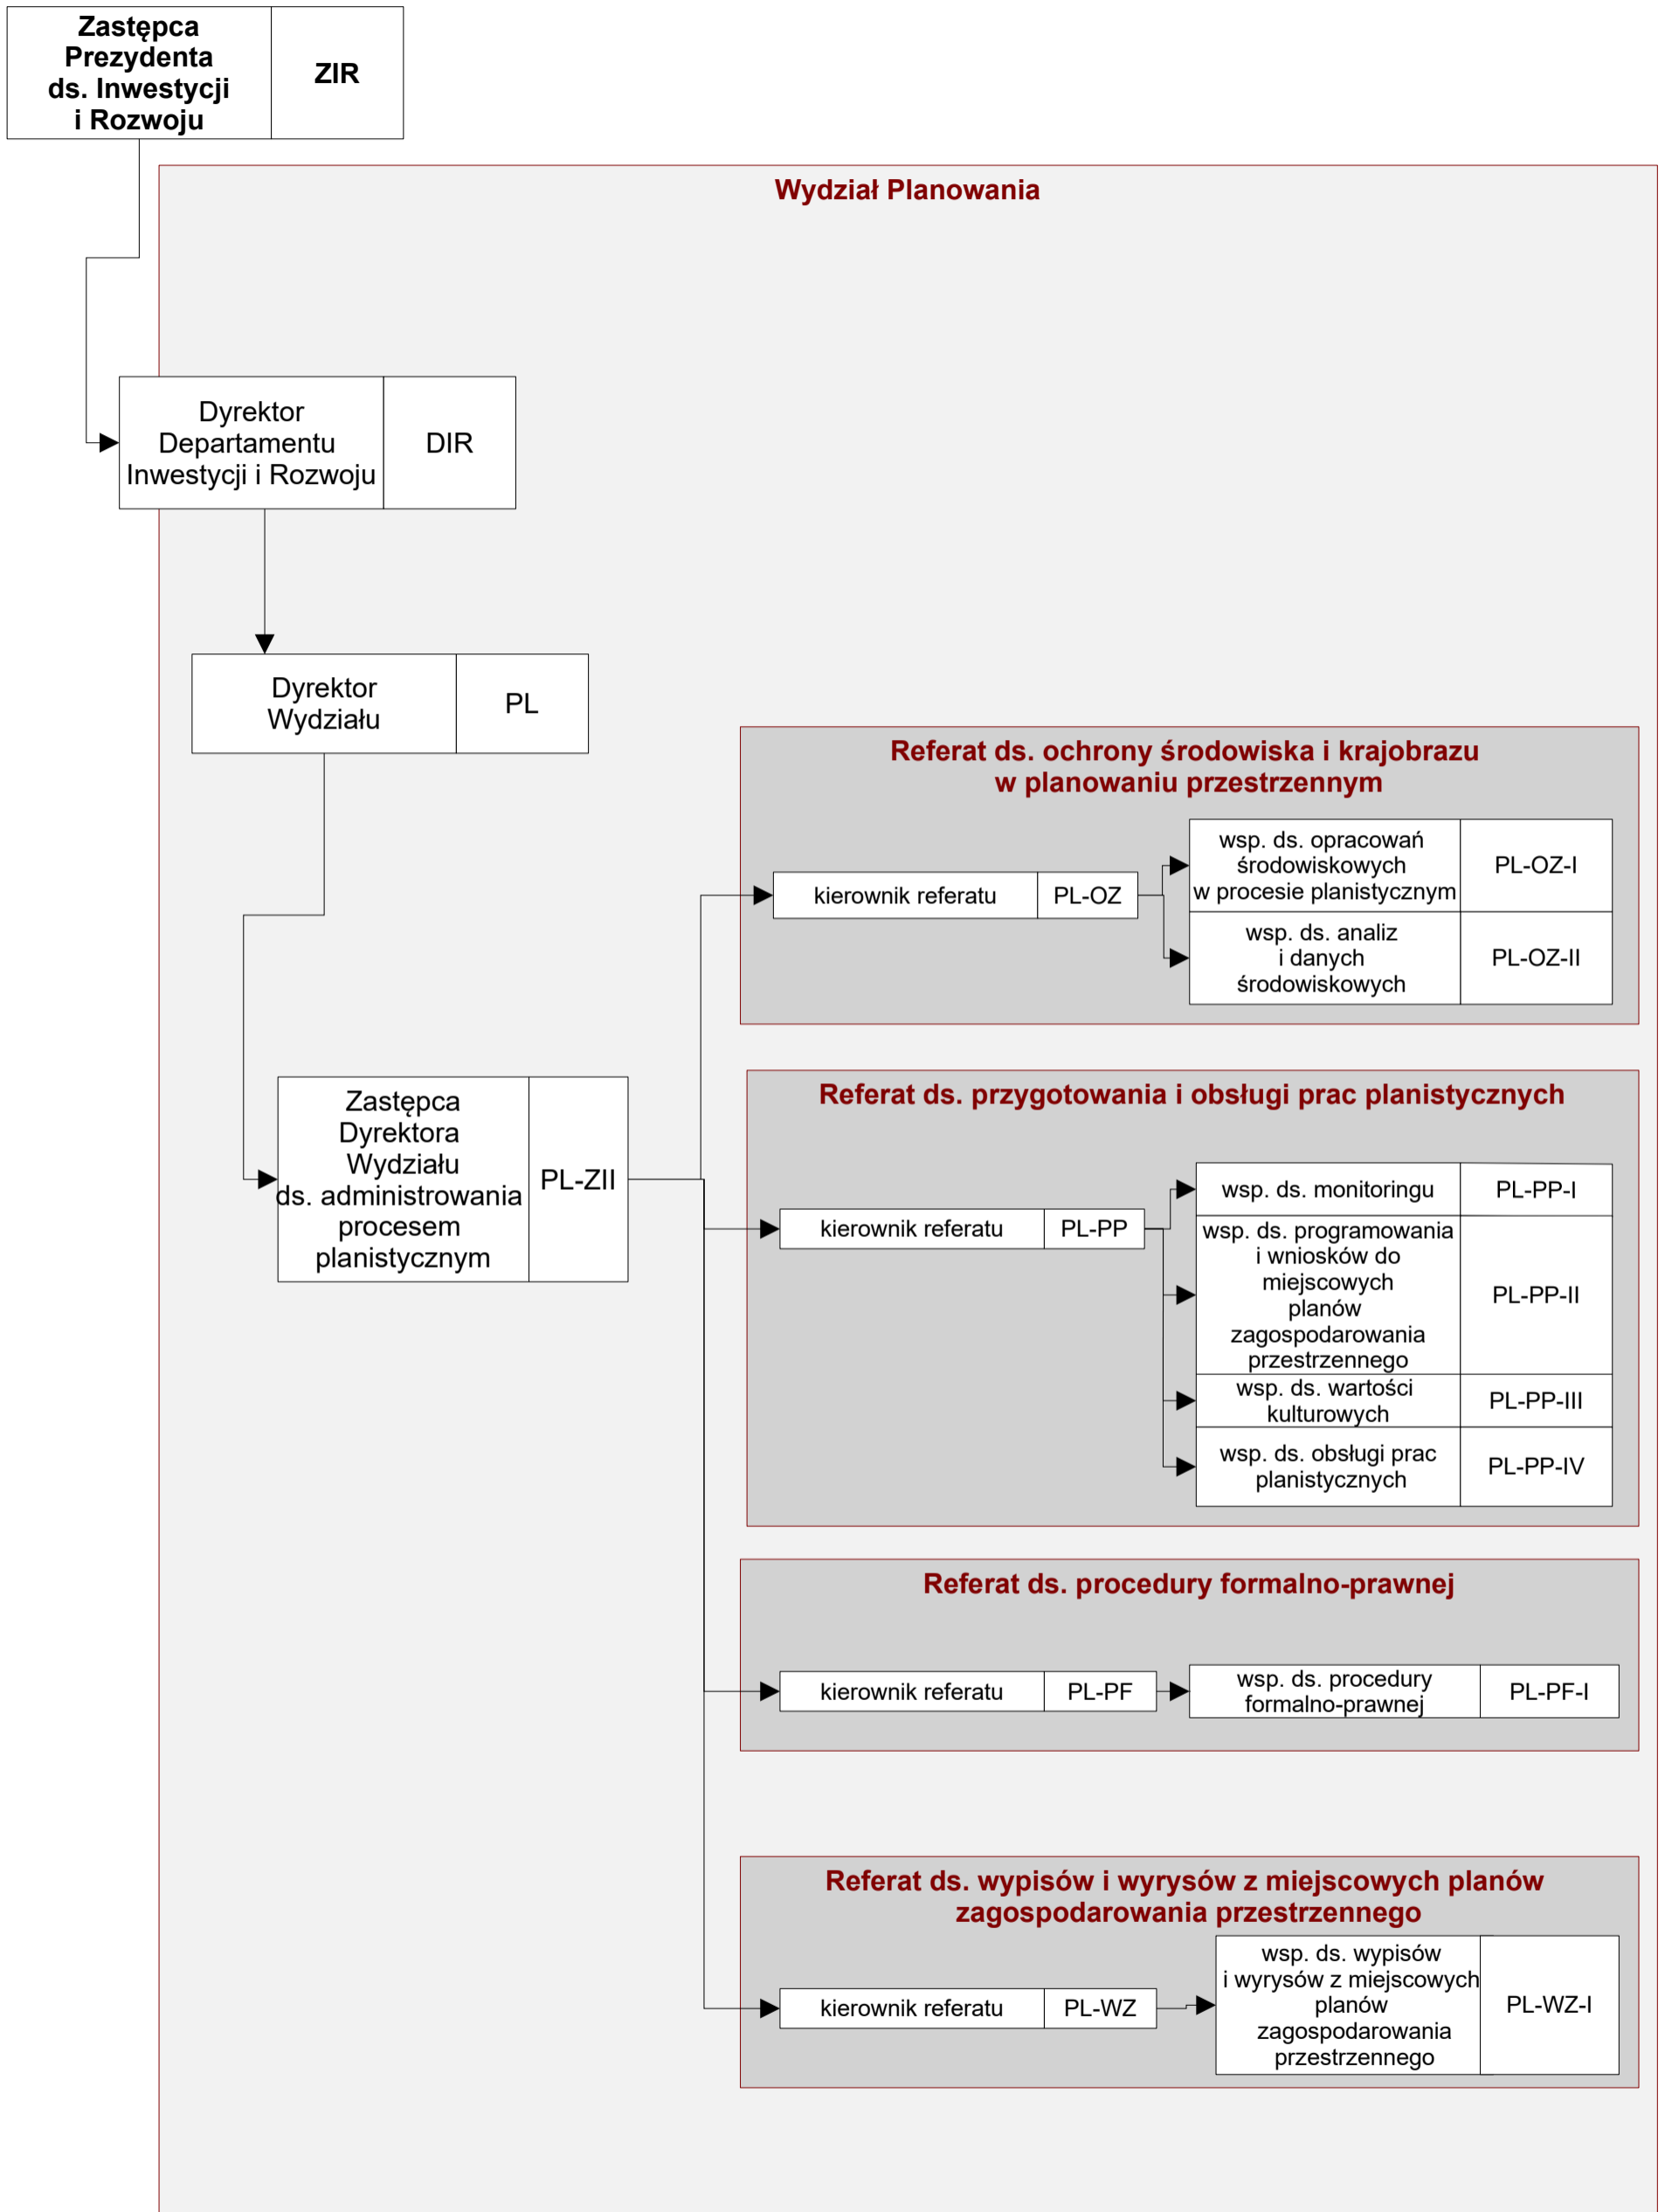 Zastępca
Prezydenta
ds. Inwestycji
i Rozwoju
ZIR
Wydział Planowania
Dyrektor
Departamentu
Inwestycji i Rozwoju
DIR
Dyrektor
Wydziału
PL
Zastępca
Dyrektora
Wydziału
ds. administrowania
procesem
planistycznym
PL-ZII
Referat ds. ochrony środowiska i krajobrazu
w planowaniu przestrzennym
kierownik referatu
PL-OZ
wsp. ds. opracowań
środowiskowych
w procesie planistycznym
PL-OZ-I
wsp. ds. analiz
i danych
środowiskowych
PL-OZ-II
Referat ds. przygotowania i obsługi prac planistycznych
kierownik referatu
PL-PP
wsp. ds. monitoringu
PL-PP-I
wsp. ds. programowania
i wniosków do
miejscowych
planów
zagospodarowania
przestrzennego
PL-PP-II
wsp. ds. wartości
kulturowych
PL-PP-III
wsp. ds. obsługi prac
planistycznych
PL-PP-IV
Referat ds. procedury formalno-prawnej
kierownik referatu
PL-PF
wsp. ds. procedury
formalno-prawnej
PL-PF-I
Referat ds. wypisów i wyrysów z miejscowych planów
zagospodarowania przestrzennego
kierownik referatu
PL-WZ
wsp. ds. wypisów
i wyrysów z miejscowych
planów
zagospodarowania
przestrzennego
PL-WZ-I